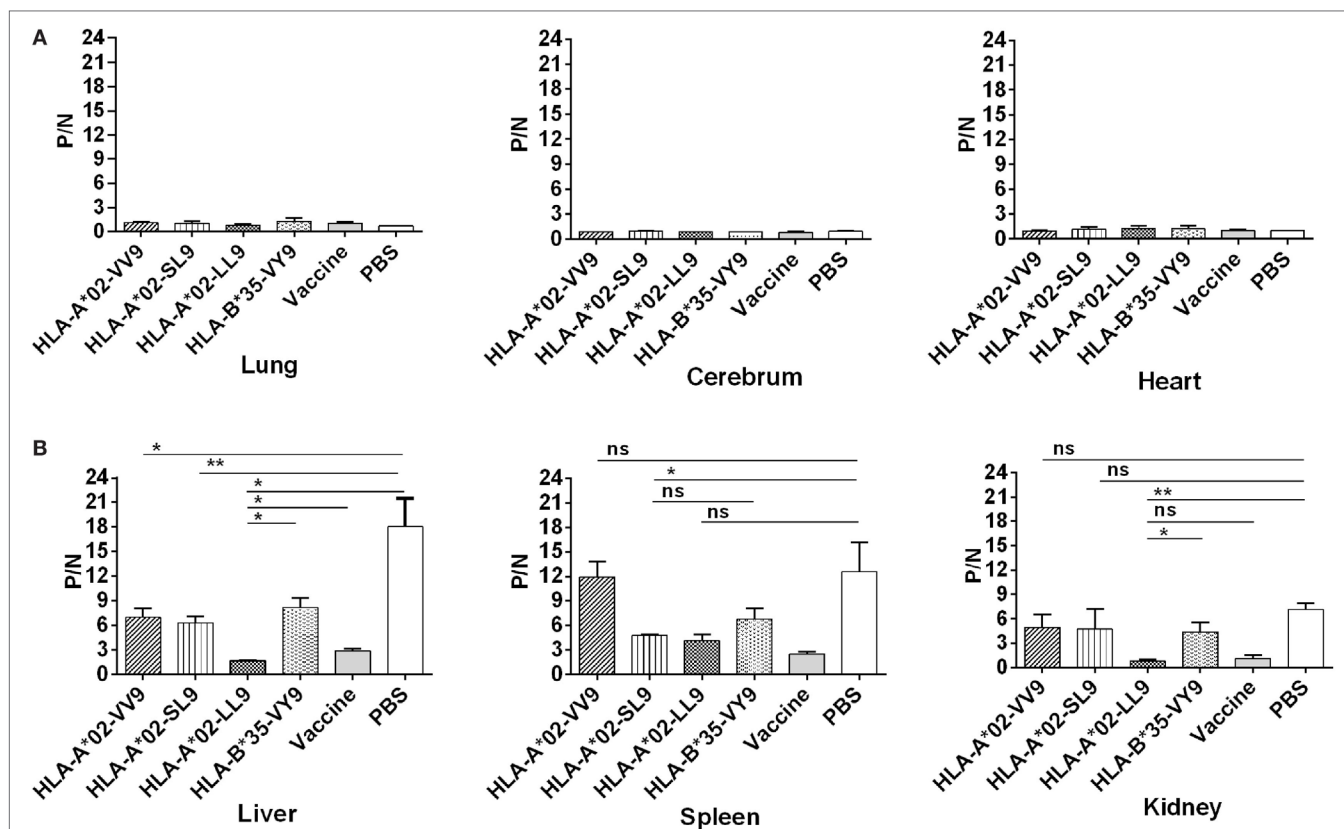 A
24
21
18
15
12
9
6
3
0
P/N
HLA-A*02-VV9
HLA-A*02-SL9
HLA-A*02-LL9
HLA-B*35-VY9
Vaccine
PBS
Lung
24
21
18
15
12
9
6
3
0
P/N
HLA-A*02-VV9
HLA-A*02-SL9
HLA-A*02-LL9
HLA-B*35-VY9
Vaccine
PBS
Cerebrum
24
21
18
15
12
9
6
3
0
P/N
HLA-A*02-VV9
HLA-A*02-SL9
HLA-A*02-LL9
HLA-B*35-VY9
Vaccine
PBS
Heart
B
*
**
*
*
*
24
21
18
15
12
9
6
3
0
P/N
HLA-A*02-VV9
HLA-A*02-SL9
HLA-A*02-LL9
HLA-B*35-VY9
Vaccine
PBS
Liver
ns
*
ns
ns
24
21
18
15
12
9
6
3
0
P/N
HLA-A*02-VV9
HLA-A*02-SL9
HLA-A*02-LL9
HLA-B*35-VY9
Vaccine
PBS
Spleen
ns
ns
**
ns
*
24
21
18
15
12
9
6
3
0
P/N
HLA-A*02-VV9
HLA-A*02-SL9
HLA-A*02-LL9
HLA-B*35-VY9
Vaccine
PBS
Kidney